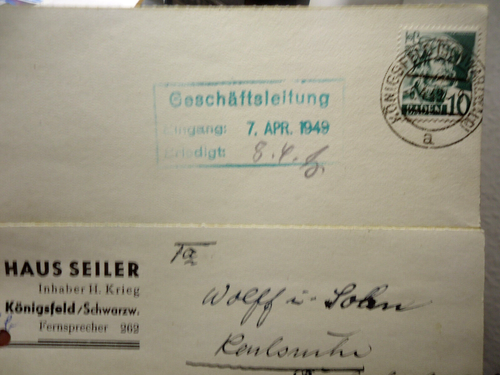 Geschäftsleitung
Eingang: 7. APR. 1949
Erledigt: 8.4.
10
KÖNIGSFELD
a
HAUS SEILER
Inhaber H. Krieg
Königsfeld/Schwarzw.
Fernsprecher 262
Fa
Wolff u. Sohn
Karlsruhe